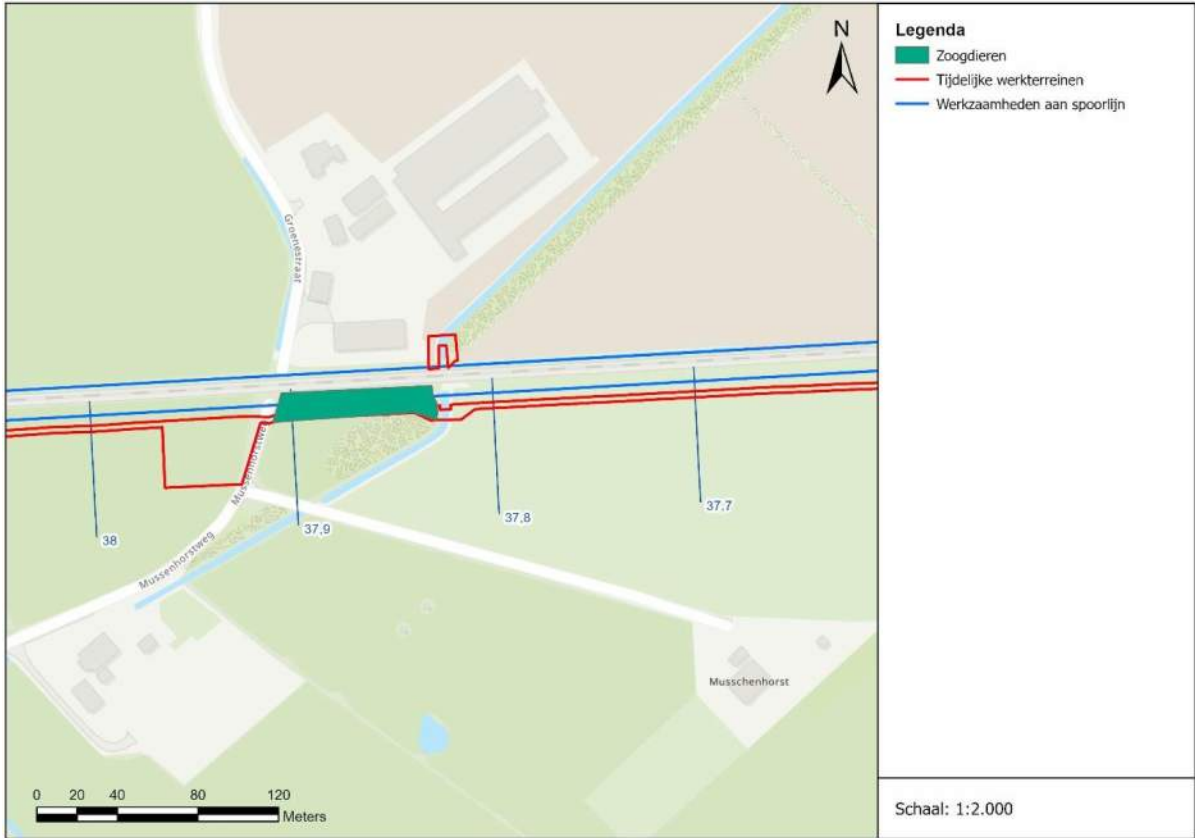 N
Legenda
Zoogdieren
Tijdelijke werkterreinen
Werkzaamheden aan spoorlijn
Groenestraat
Mussenhorstweg
38
37,9
37,8
37,7
Mussenhorstweg
Musschenhorst
0 20 40 80 120
Meters
Schaal: 1:2.000